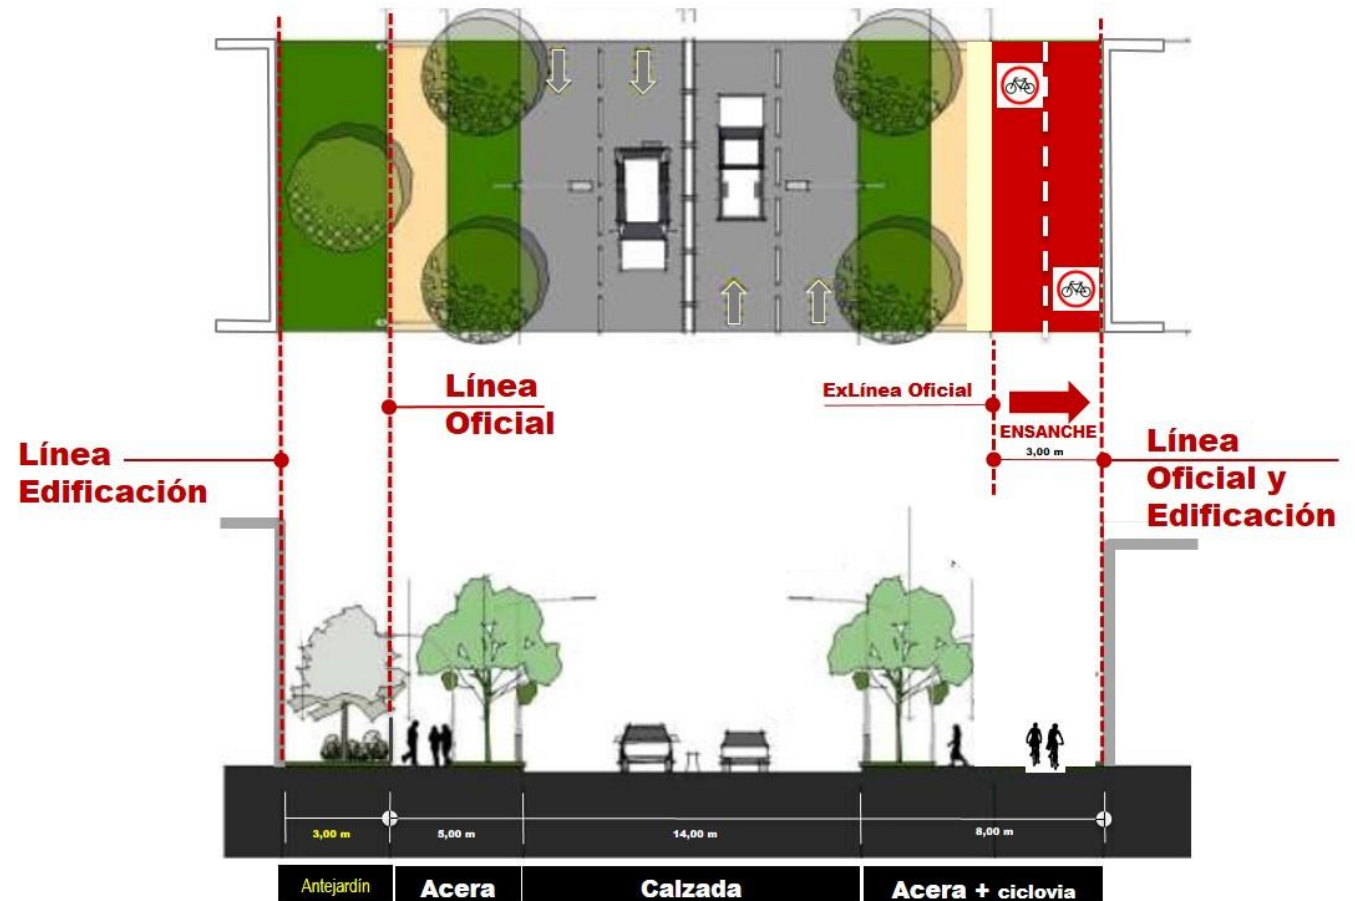 Línea
Oficial
ExLínea Oficial
ENSANCHE
3,00 m
Línea
Edificación
Línea
Oficial y
Edificación
3,00 m
5,00 m
14,00 m
8,00 m
Antejardín
Acera
Calzada
Acera + ciclovia